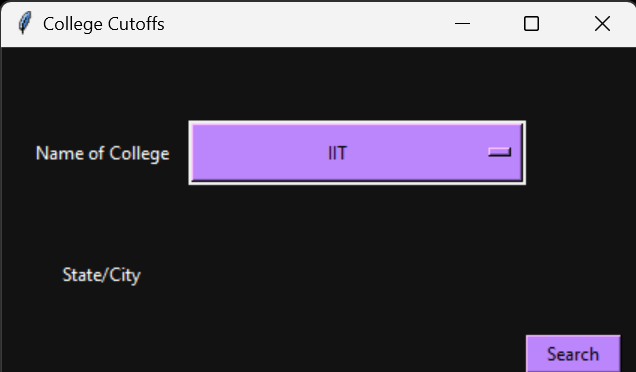 College Cutoffs
Name of College
IIT
State/City
Search